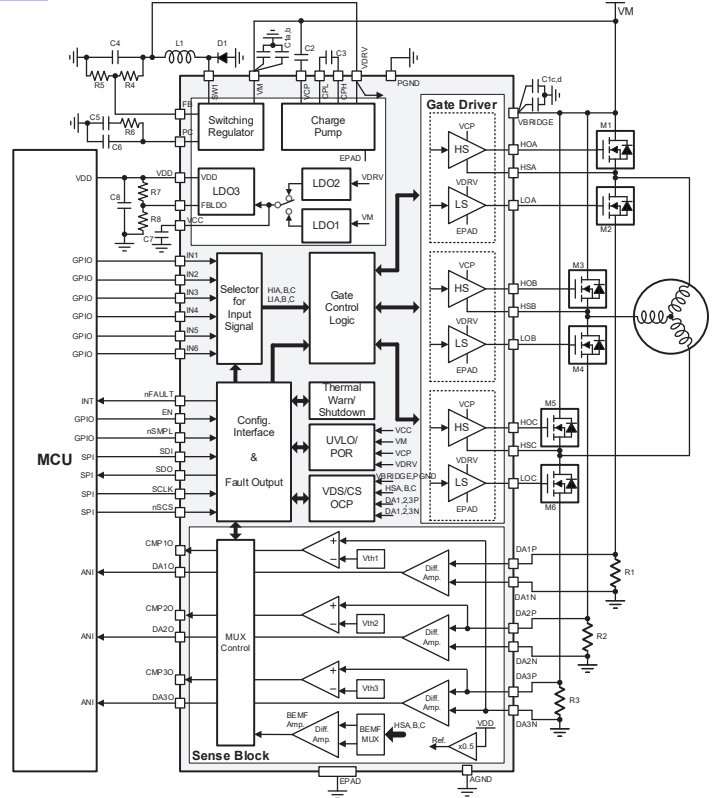 VM
C4
L1
D1
C1a,b
C2
C3
VDRV
R5
R4
SW1
VM
VCP
CPL
CPH
PGND
C1c,d
VBRIDGE
FB
Switching
Regulator
Charge
Pump
EPAD
C5
R6
C6
PC
Gate Driver
VCP
HS
HOA
HSA
M1
VDRV
LS
LOA
EPAD
M2
VDD
VDD
VDD
LDO3
FBLDO
LDO2
VDRV
LDO1
VM
C8
R7
R8
C7
VCC
GPIO
IN1
GPIO
IN2
GPIO
IN3
GPIO
IN4
GPIO
IN5
GPIO
IN6
Selector
for
Input
Signal
HIA,B,C
LIA,B,C
Gate
Control
Logic
VCP
HS
HOB
HSB
M3
VDRV
LS
LOB
EPAD
M4
MCU
INT
nFAULT
GPIO
EN
GPIO
nSMPL
SPI
SDI
SPI
SDO
SPI
SCLK
SPI
nSCS
Config.
Interface
&
Fault Output
Thermal
Warn/
Shutdown
UVLO/
POR
VCC
VM
VCP
VDRV
VDS/CS
OCP
VBRIDGE,PGND
HSA,B,C
DA1,2,3P
DA1,2,3N
VCP
HS
HOC
HSC
M5
VDRV
LS
LOC
EPAD
M6
CMP1O
ANI
DA1O
CMP2O
ANI
DA2O
CMP3O
ANI
DA3O
MUX
Control
+
−
Vth1
Diff.
Amp.
DA1P
DA1N
R1
+
−
Vth2
Diff.
Amp.
DA2P
DA2N
R2
+
−
Vth3
Diff.
Amp.
DA3P
DA3N
R3
BEMF
Amp.
Diff.
Amp.
BEMF
MUX
HSA,B,C
Ref.
x0.5
VDD
Sense Block
EPAD
AGND